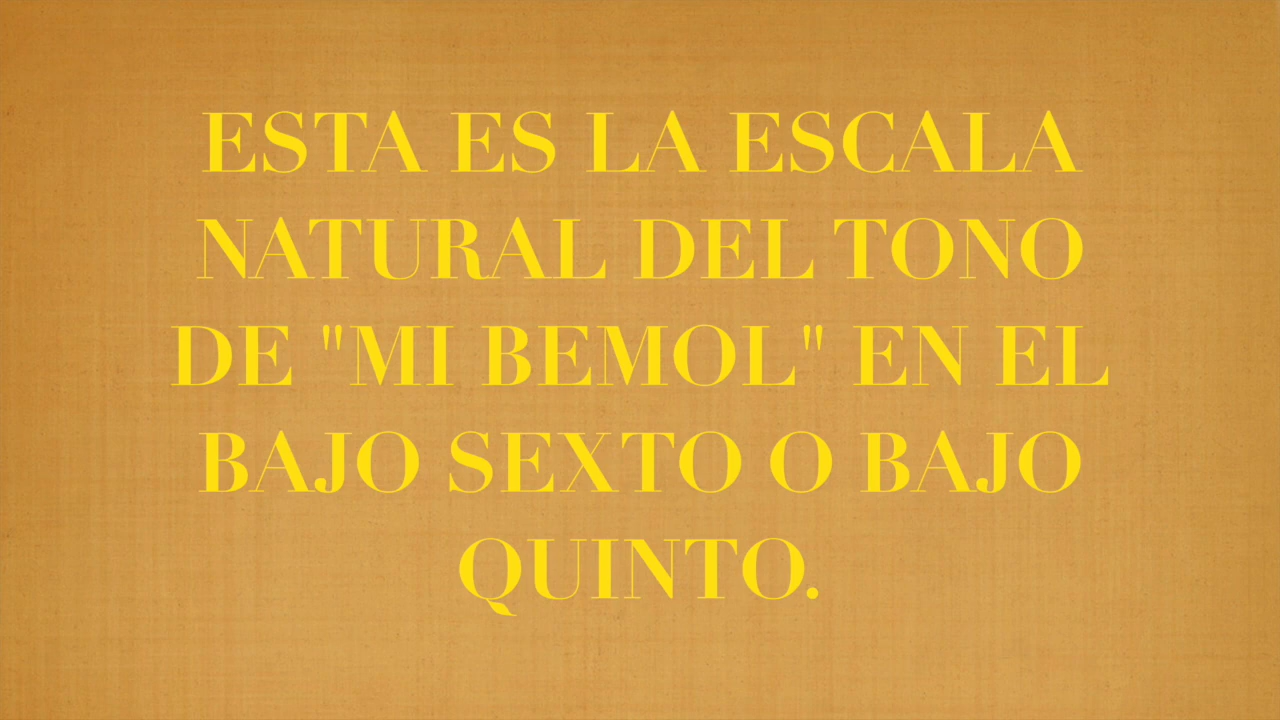 ESTA ES LA ESCALA
NATURAL DEL TONO
DE "MI BEMOL" EN EL
BAJO SEXTO O BAJO
QUINTO.